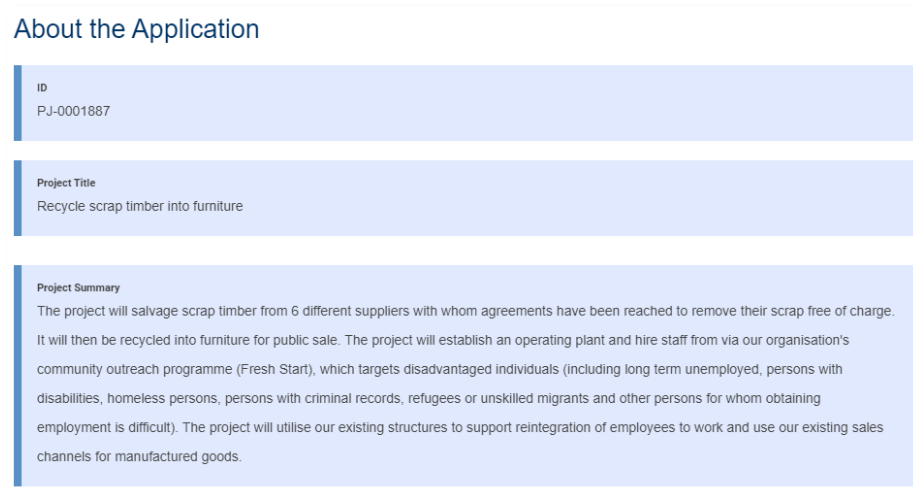 About the Application
ID
PJ-0001887
Project Title
Recycle scrap timber into furniture
Project Summary
The project will salvage scrap timber from 6 different suppliers with whom agreements have been reached to remove their scrap free of charge.
It will then be recycled into furniture for public sale. The project will establish an operating plant and hire staff from via our organisation's
community outreach programme (Fresh Start), which targets disadvantaged individuals (including long term unemployed, persons with
disabilities, homeless persons, persons with criminal records, refugees or unskilled migrants and other persons for whom obtaining
employment is difficult). The project will utilise our existing structures to support reintegration of employees to work and use our existing sales
channels for manufactured goods.